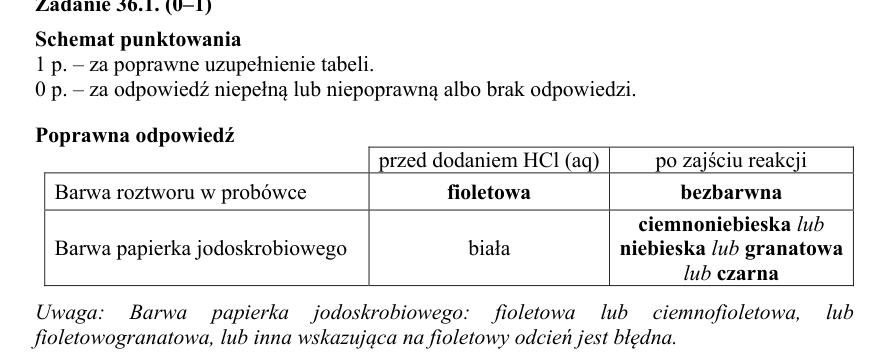 Zadanie 36.1. (0–1)
Schemat punktowania
1 p. – za poprawne uzupełnienie tabeli.
0 p. – za odpowiedź niepełną lub niepoprawną albo brak odpowiedzi.
Poprawna odpowiedź
przed dodaniem HCl (aq) po zajściu reakcji
Barwa roztworu w probówce fioletowa bezbarwna
Barwa papierka jodoskrobiowego biała ciemnoniebieska lub
niebieska lub granatowa
lub czarna
Uwaga: Barwa papierka jodoskrobiowego: fioletowa lub ciemnofioletowa, lub
fioletowogranatowa, lub inna wskazująca na fioletowy odcień jest błędna.